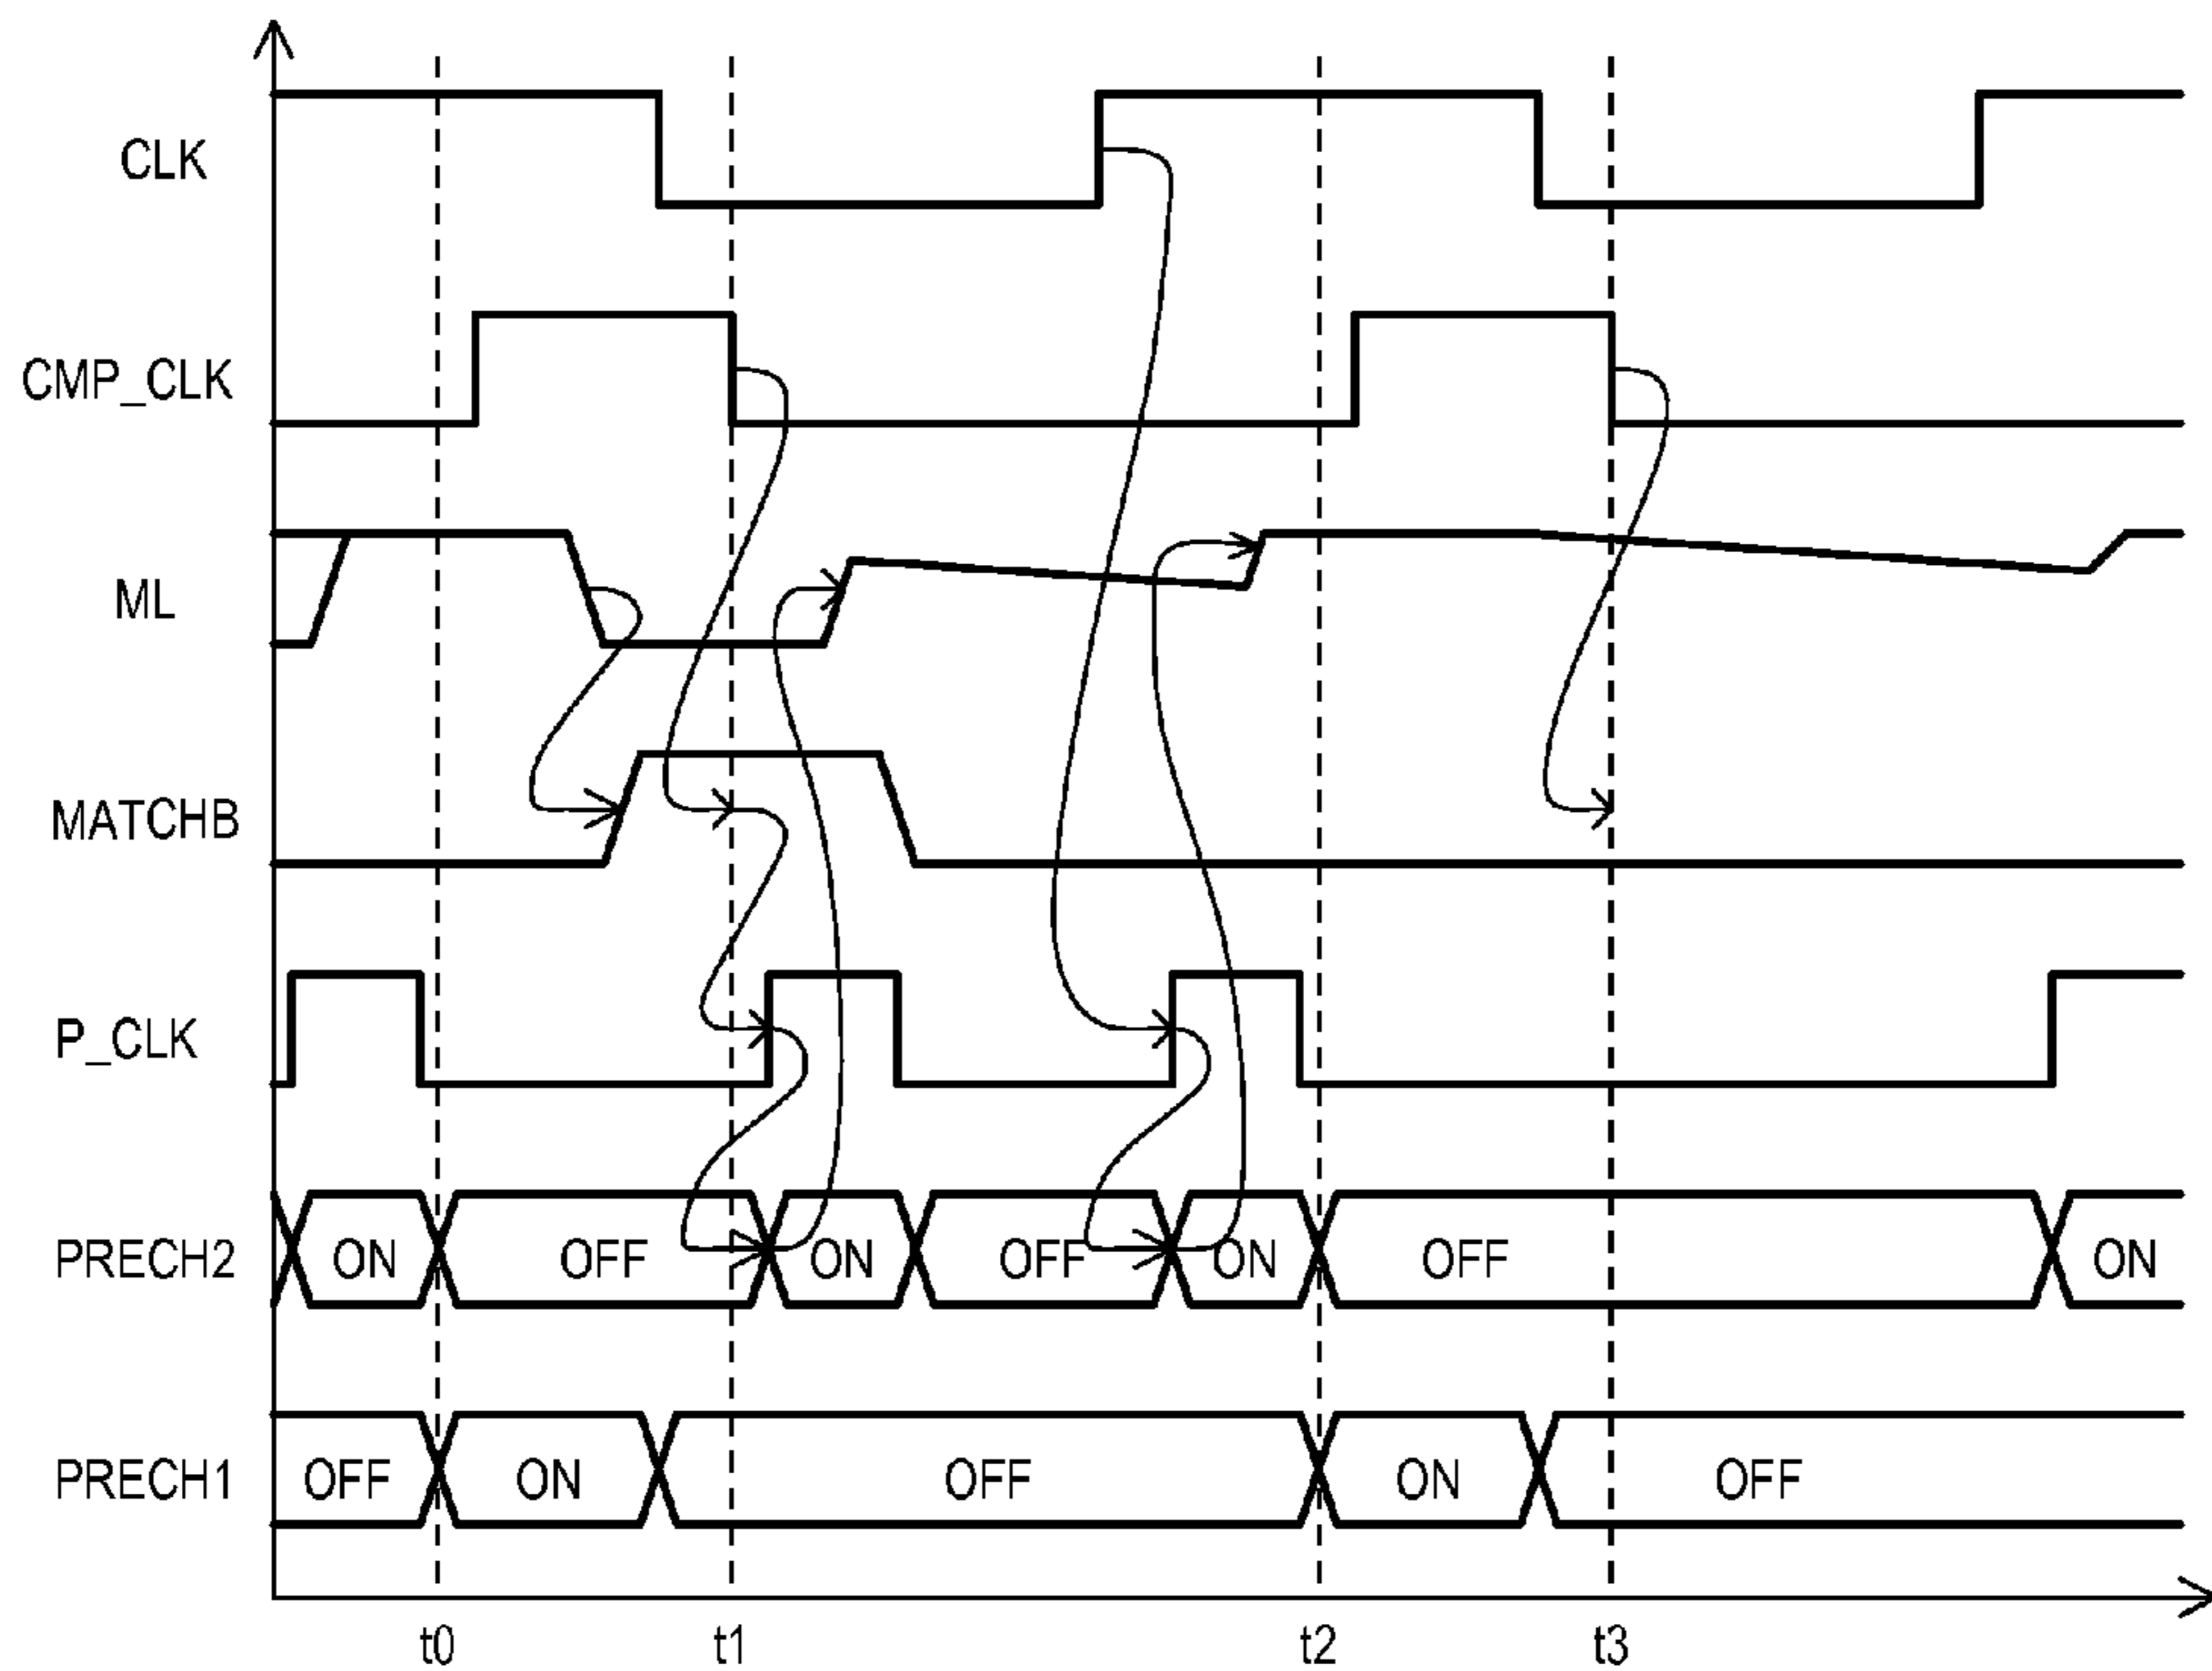 CLK
CMP_CLK
ML
MATCHB
P_CLK
PRECH2 ON OFF ON OFF ON OFF ON
PRECH1 OFF ON OFF ON OFF
t0 t1 t2 t3